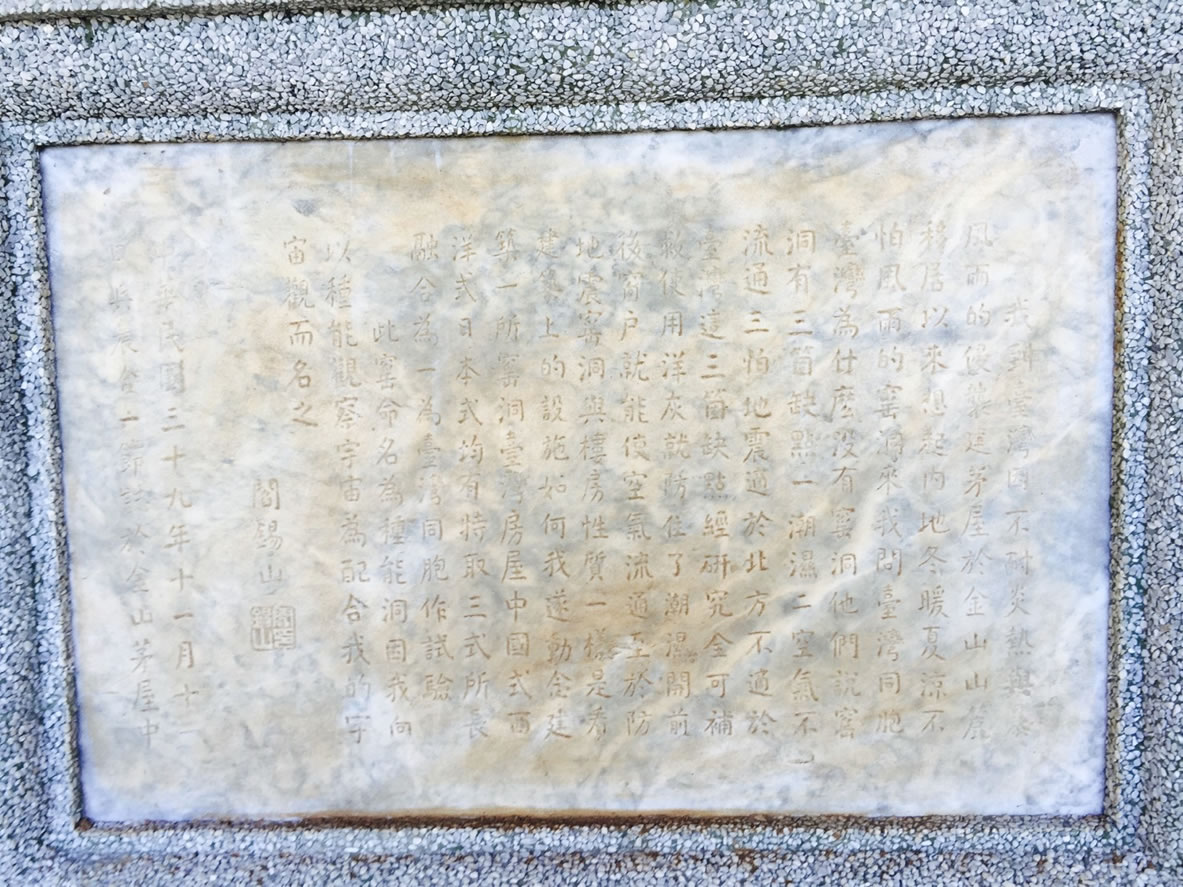 我到臺灣因不耐炎熱與暴
風雨的侵襲建茅屋於金山山麓
移居以來想起內地冬暖夏涼不
怕風雨的窰洞來我問臺灣同胞
臺灣為什麼沒有窰洞他們說窰
洞有三箇缺點一潮濕二空氣不
流通三怕地震適於北方不適於
臺灣這三箇缺點經研究全可補
救使用洋灰就防住了潮濕開前
後窗戶就能使空氣流通至於防
地震窰洞與樓房性質一樣是看
建築上的設施如何我遂動念建
築一所窰洞臺灣房屋中國式西
洋式日本式均有特取三式所長
融合為一為臺灣同胞作試驗
此窰命名為種能洞因我向
以種能觀察宇宙為配合我的宇
宙觀而名之
閻錫山
中華民國三十九年十一月十二
日與辰全一節誌於金山茅屋中